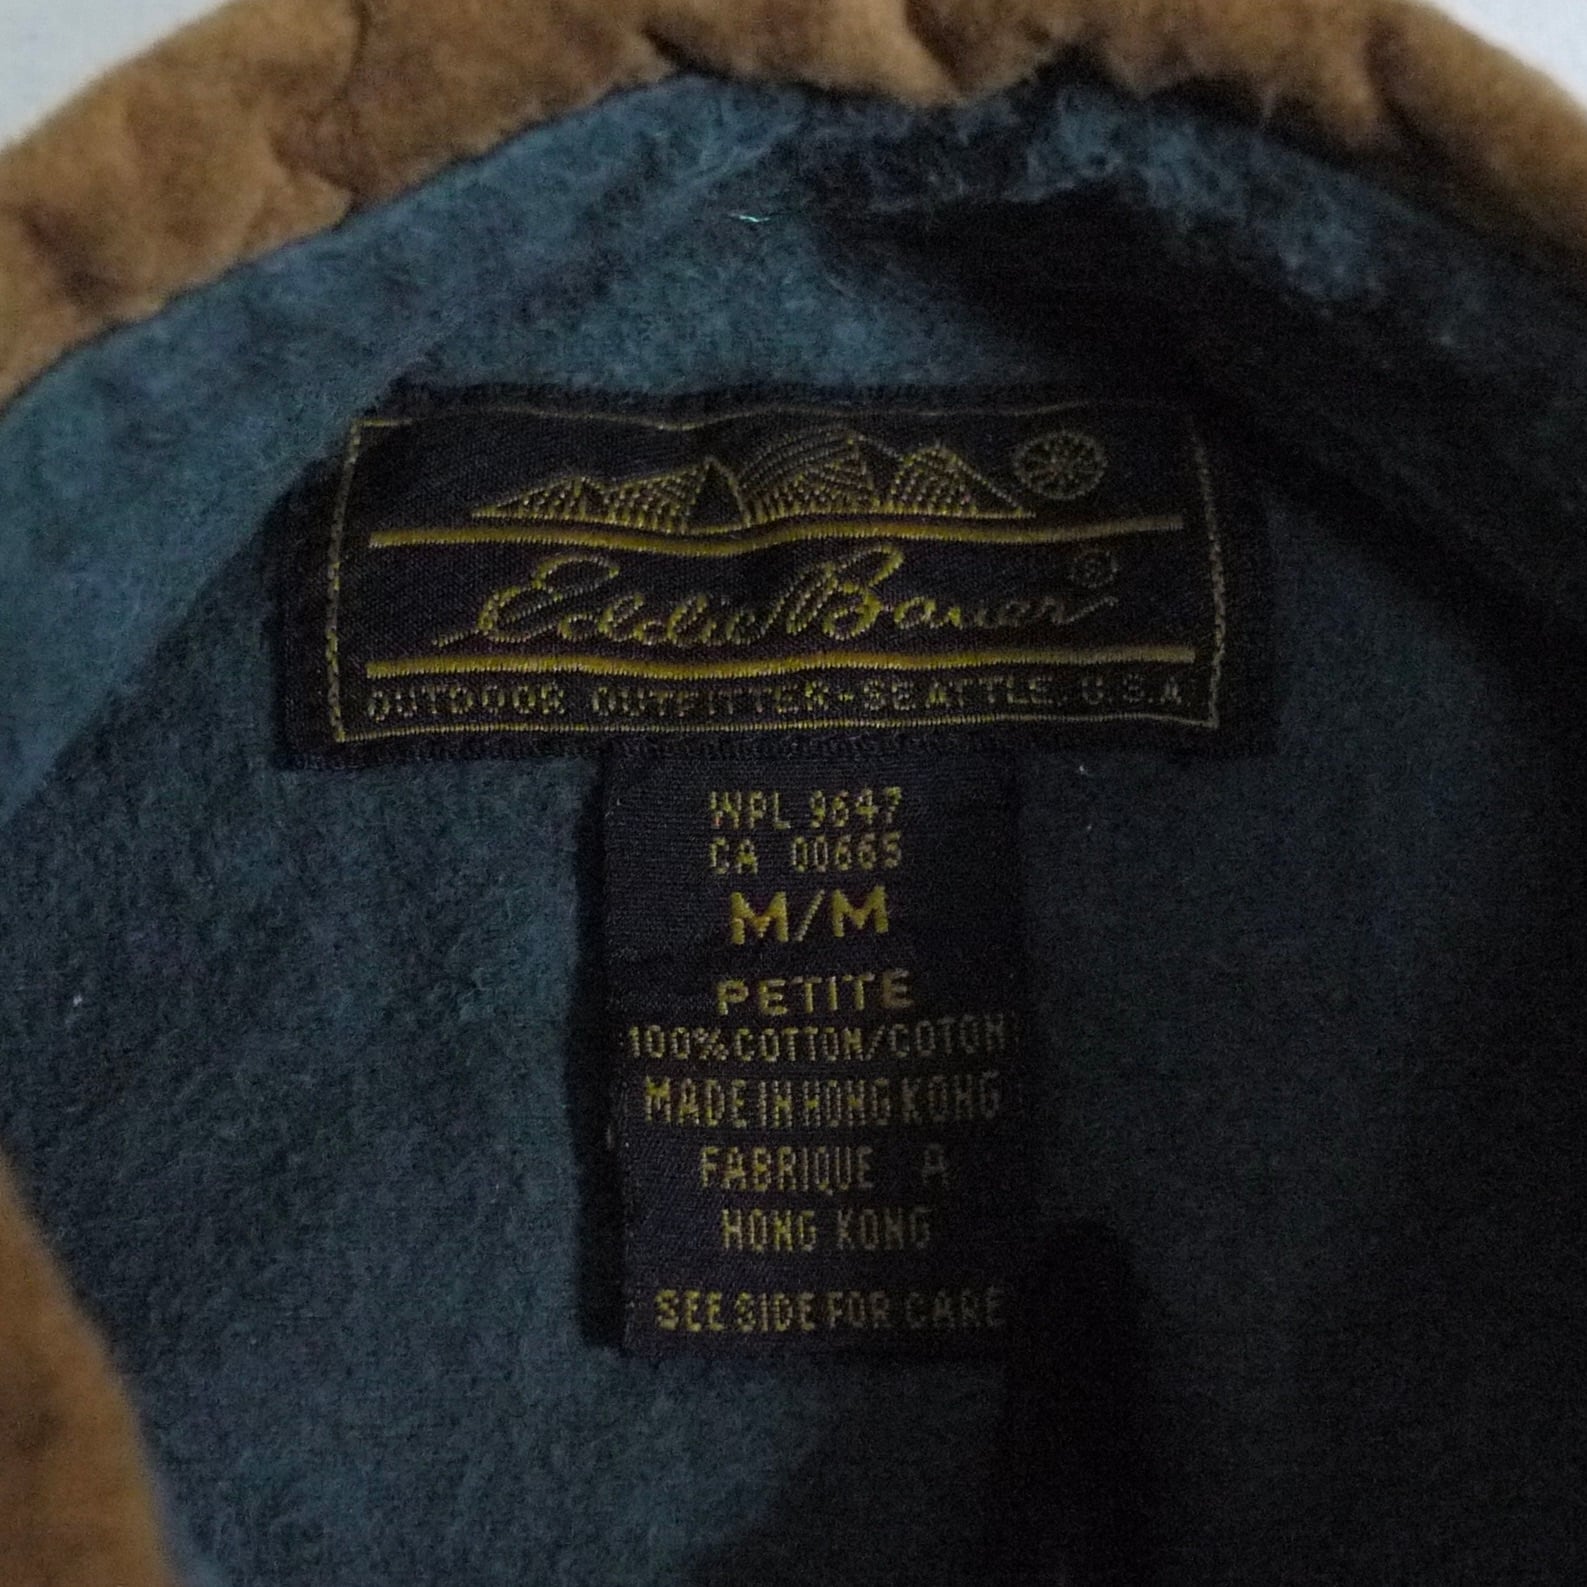 Eddie Bauer®
OUTDOOR OUTFITTER-SEATTLE, U.S.A.
WPL 9647
CA 00665
M/M
PETITE
100% COTTON/COTON
MADE IN HONG KONG
FABRIQUE A
HONG KONG
SEE SIDE FOR CARE